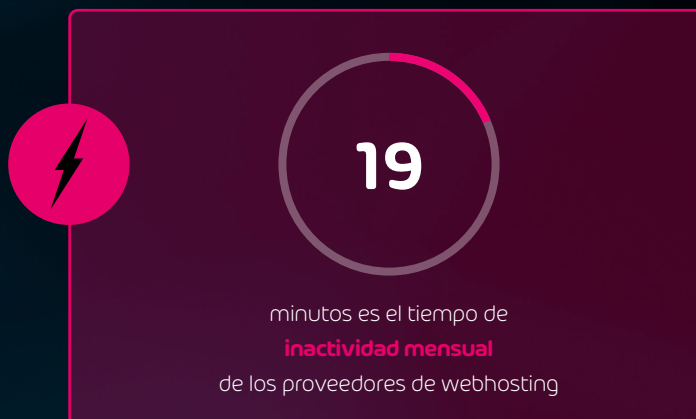 19
minutos es el tiempo de
inactividad mensual
de los proveedores de webhosting